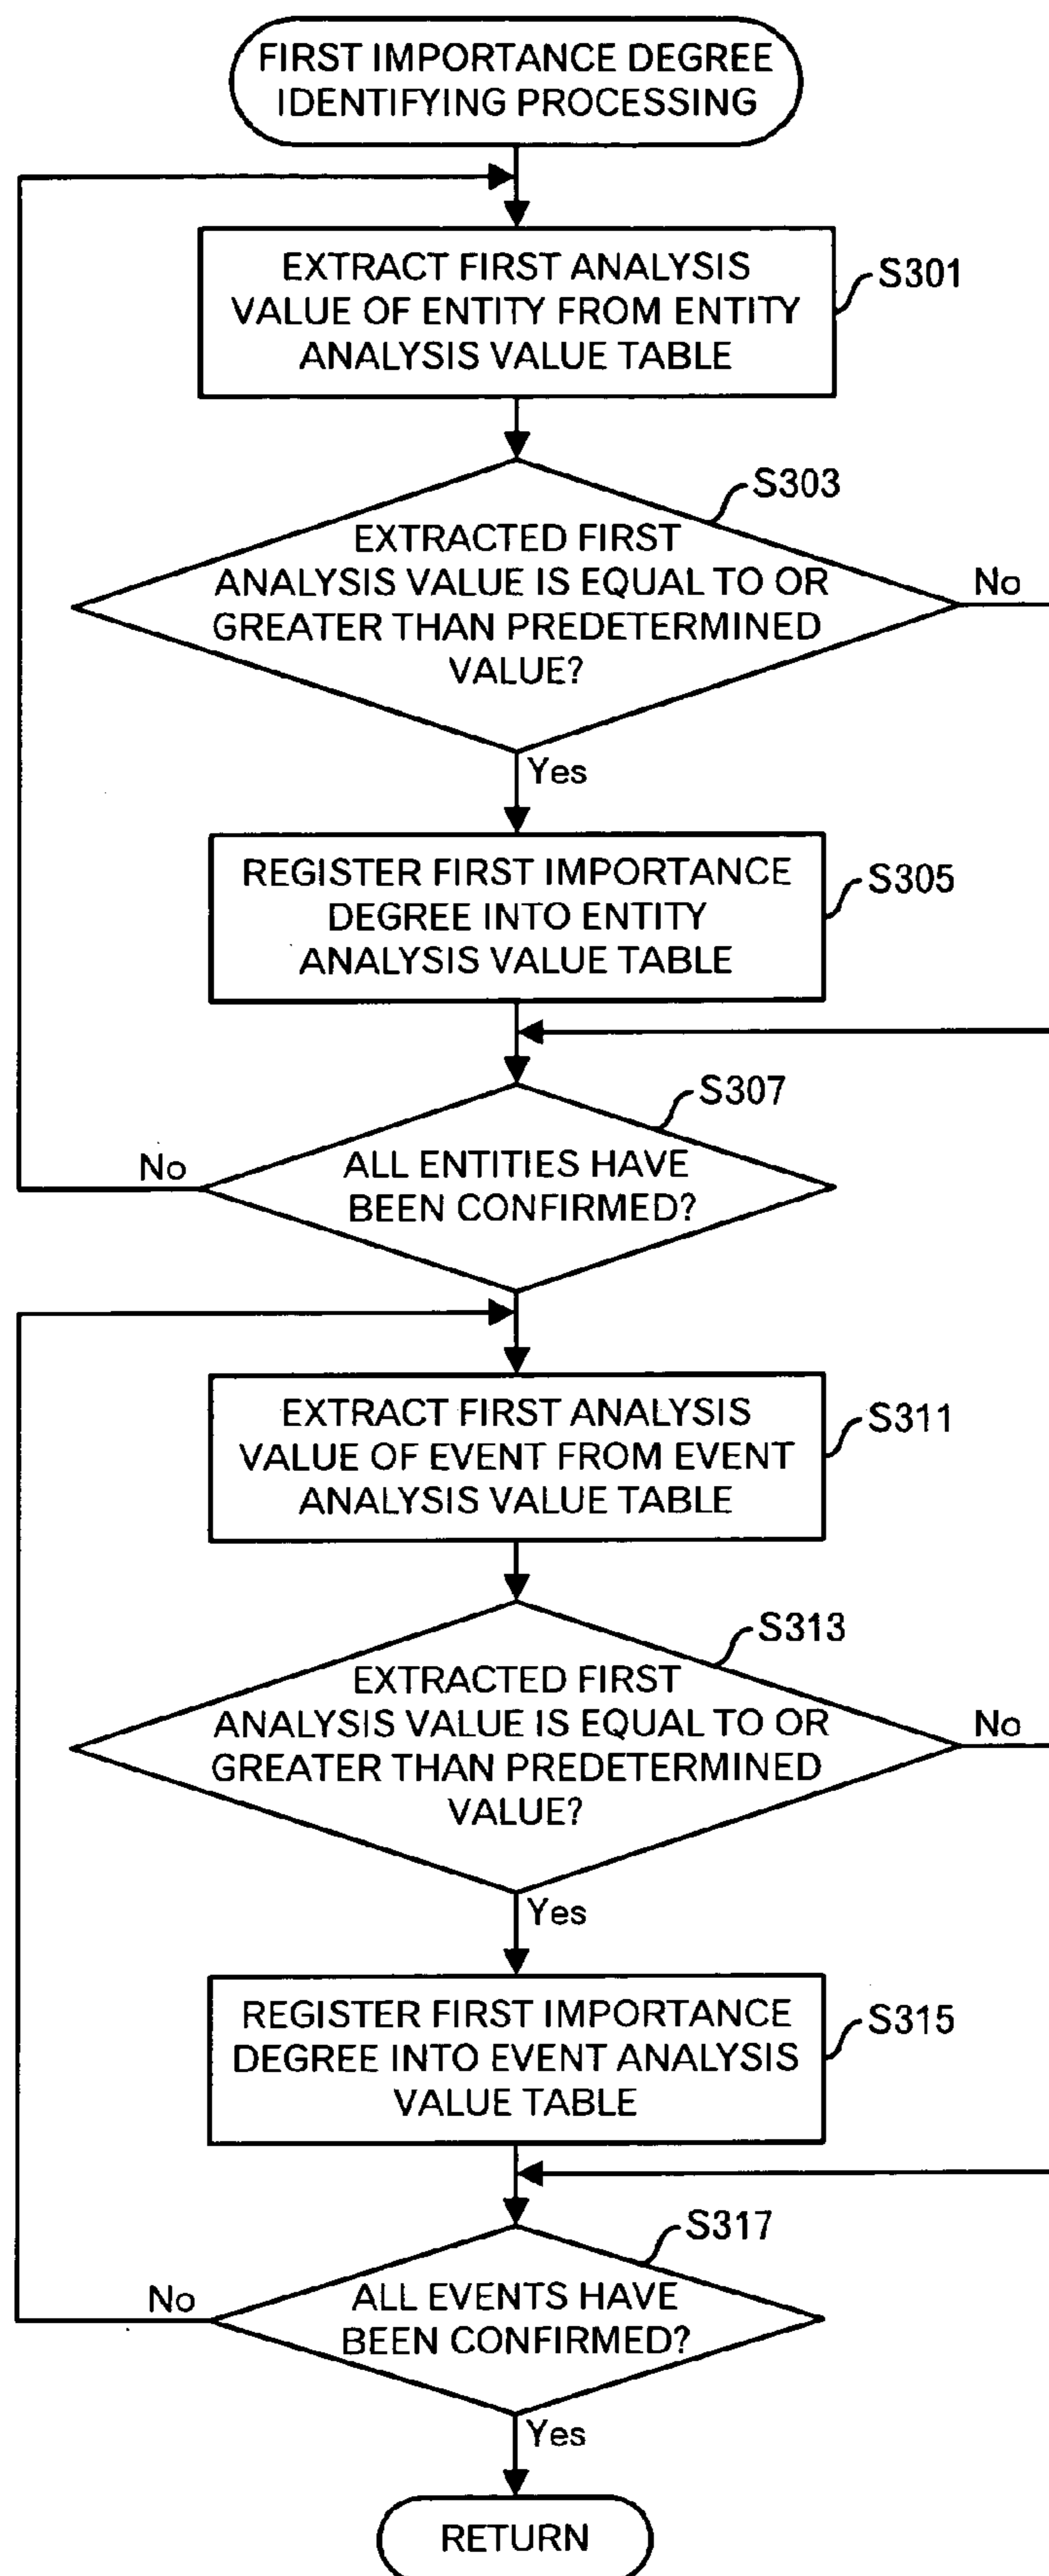 FIRST IMPORTANCE DEGREE
IDENTIFYING PROCESSING
EXTRACT FIRST ANALYSIS
VALUE OF ENTITY FROM ENTITY
ANALYSIS VALUE TABLE
S301
S303
EXTRACTED FIRST
ANALYSIS VALUE IS EQUAL TO OR
GREATER THAN PREDETERMINED
VALUE?
No
Yes
REGISTER FIRST IMPORTANCE
DEGREE INTO ENTITY
ANALYSIS VALUE TABLE
S305
S307
ALL ENTITIES HAVE
BEEN CONFIRMED?
No
EXTRACT FIRST ANALYSIS
VALUE OF EVENT FROM EVENT
ANALYSIS VALUE TABLE
S311
S313
EXTRACTED FIRST
ANALYSIS VALUE IS EQUAL TO OR
GREATER THAN PREDETERMINED
VALUE?
No
Yes
REGISTER FIRST IMPORTANCE
DEGREE INTO EVENT ANALYSIS
VALUE TABLE
S315
S317
ALL EVENTS HAVE
BEEN CONFIRMED?
No
Yes
RETURN